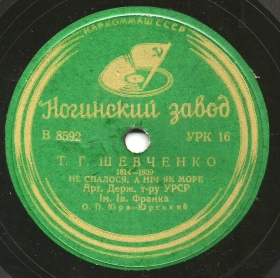 НАРКОММАШ СССР
Ногинский завод
В 8592 УРК 16
Т. Г. ШЕВЧЕНКО
1814–1939
НЕ СПАЛОСЯ, А НІЧ ЯК МОРЕ
Арт. Держ. т-ру УРСР
Ім. Ів. Франка
О. П. Юра-Юрський